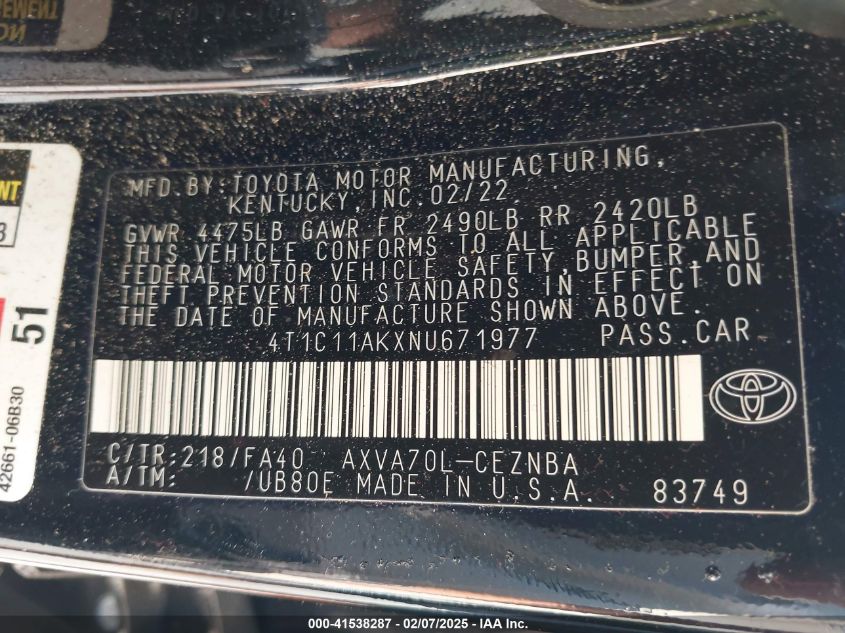 EMENT
MFD. BY: TOYOTA MOTOR MANUFACTURING,
KENTUCKY, INC. 02/22
GVWR 4475LB GAWR FR 2490LB RR 2420LB
THIS VEHICLE CONFORMS TO ALL APPLICABLE
FEDERAL MOTOR VEHICLE SAFETY, BUMPER, AND
THEFT PREVENTION STANDARDS IN EFFECT ON
THE DATE OF MANUFACTURE SHOWN ABOVE.
4T1C11AKXNU671977 PASS. CAR
C/TR: 218/FA40 AXVA70L-CEZNBA
A/TM: /UB80E MADE IN U.S.A. 83749
51
42661-06B30
000-41538287 - 02/07/2025 - IAA Inc.